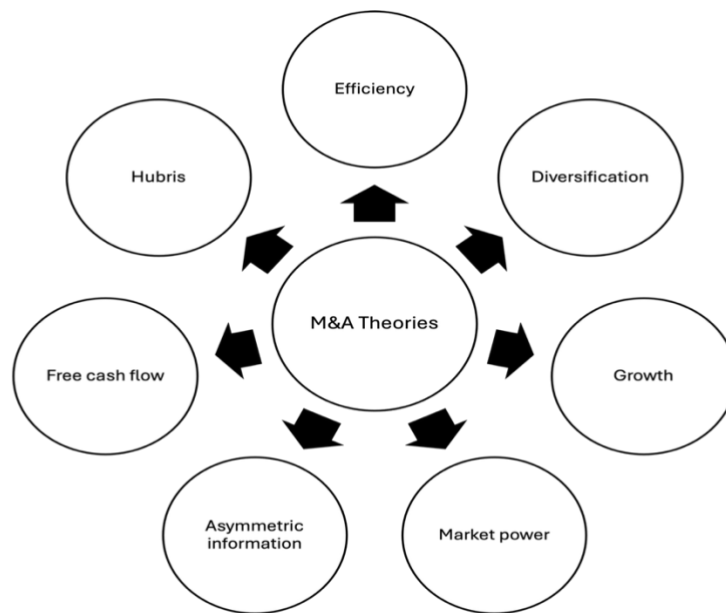 Efficiency
Hubris
Diversification
M&A Theories
Free cash flow
Growth
Asymmetric
information
Market power